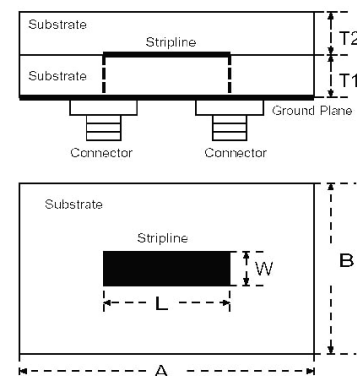 Substrate
Stripline
T2
Substrate
T1
Ground Plane
Connector Connector
Substrate
Stripline
B
W
L
A